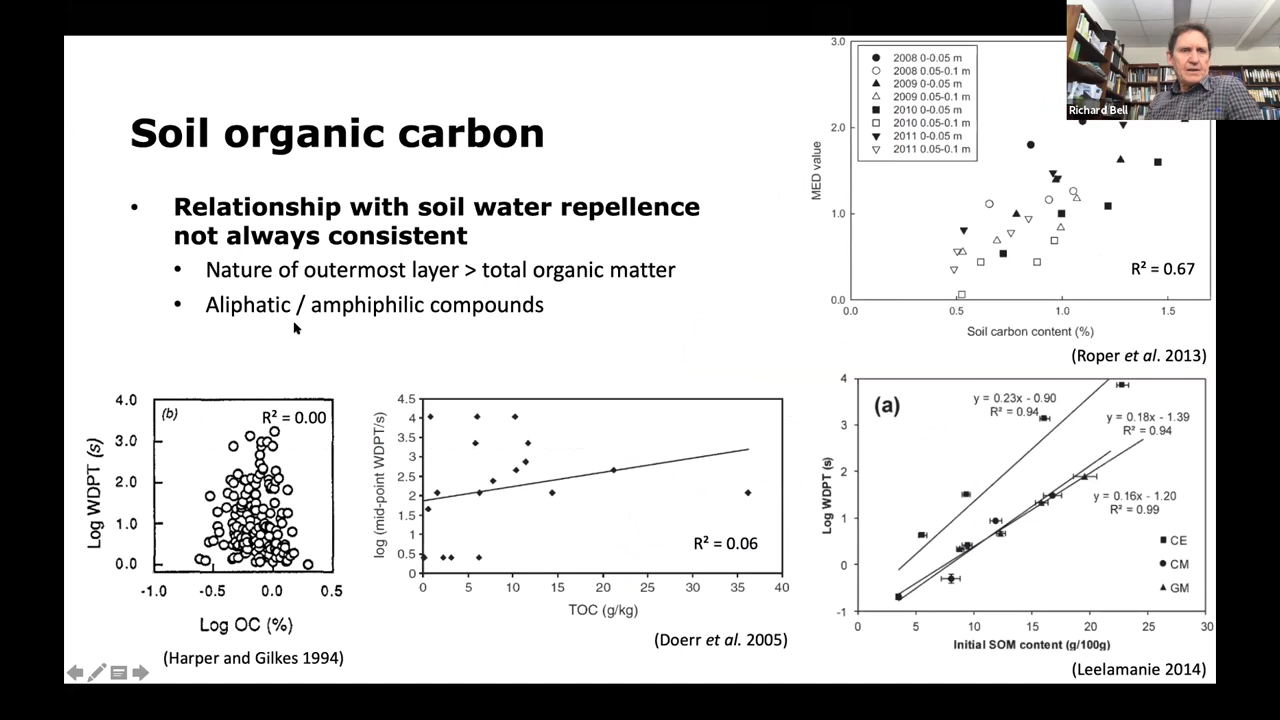 Soil organic carbon
• Relationship with soil water repellence
not always consistent
• Nature of outermost layer > total organic matter
• Aliphatic / amphiphilic compounds
3.0
2.0
1.0
0.0
MED value
2008 0-0.05 m
2008 0.05-0.1 m
2009 0-0.05 m
2009 0.05-0.1 m
2010 0-0.05 m
2010 0.05-0.1 m
2011 0-0.05 m
2011 0.05-0.1 m
R² = 0.67
0.0 0.5 1.0 1.5
Soil carbon content (%)
(Roper et al. 2013)
Richard Bell
4.0
3.0
2.0
1.0
0.0
Log WDPT (s)
(b)
R² = 0.00
-1.0 -0.5 0.0 0.5
Log OC (%)
(Harper and Gilkes 1994)
4.5
4
3.5
3
2.5
2
1.5
1
0.5
0
log (mid-point WDPT/s)
R² = 0.06
0 5 10 15 20 25 30 35 40
TOC (g/kg)
(Doerr et al. 2005)
4
3
2
1
0
-1
Log WDPT (s)
(a)
y = 0.23x - 0.90
R² = 0.94
y = 0.18x - 1.39
R² = 0.94
y = 0.16x - 1.20
R² = 0.99
CE
CM
GM
0 5 10 15 20 25 30
Initial SOM content (g/100g)
(Leelamanie 2014)